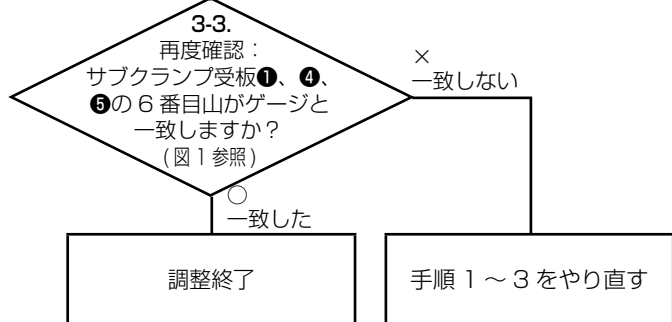 3-3.
再度確認：
サブクランプ受板❶、❹、
❺の 6 番目山がゲージと
一致しますか？
( 図 1 参照 )
×
一致しない
○
一致した
調整終了
手順 1 ～ 3 をやり直す